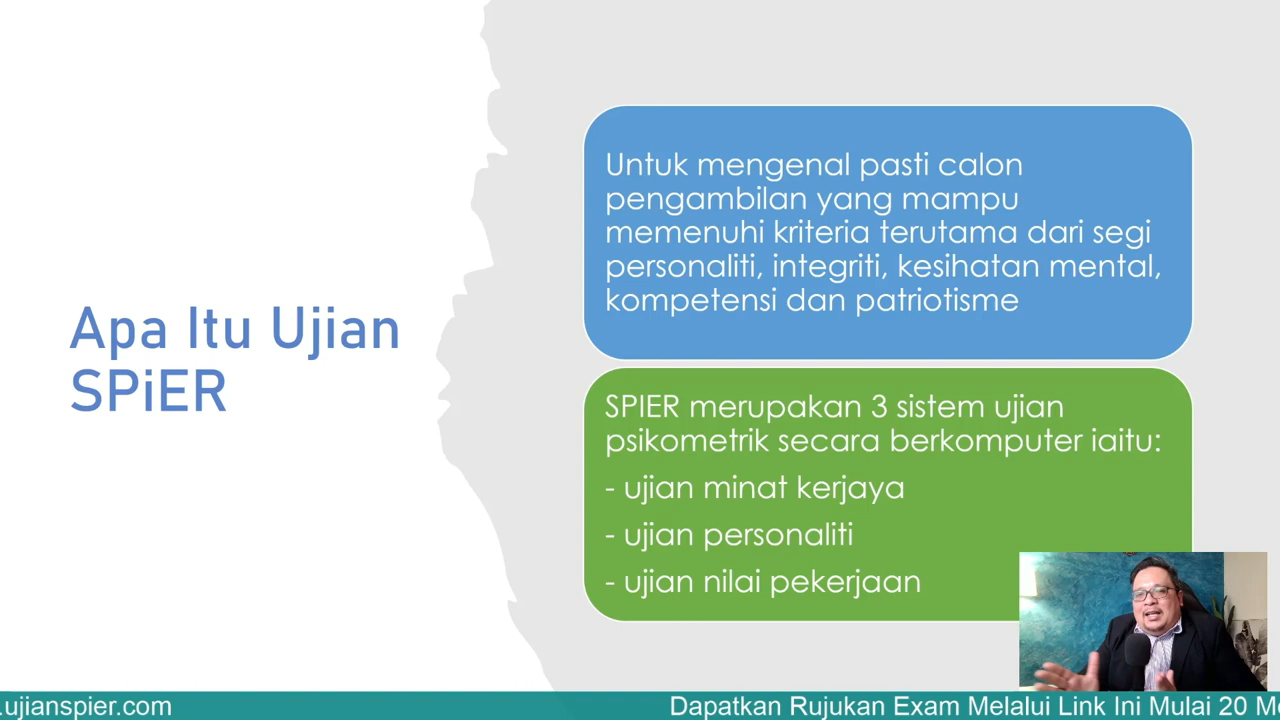 Apa Itu Ujian
SPiER
Untuk mengenal pasti calon
pengambilan yang mampu
memenuhi kriteria terutama dari segi
personaliti, integriti, kesihatan mental,
kompetensi dan patriotisme
SPIER merupakan 3 sistem ujian
psikometrik secara berkomputer iaitu:
- ujian minat kerjaya
- ujian personaliti
- ujian nilai pekerjaan
.ujianspier.com
Dapatkan Rujukan Exam Melalui Link Ini Mulai 20